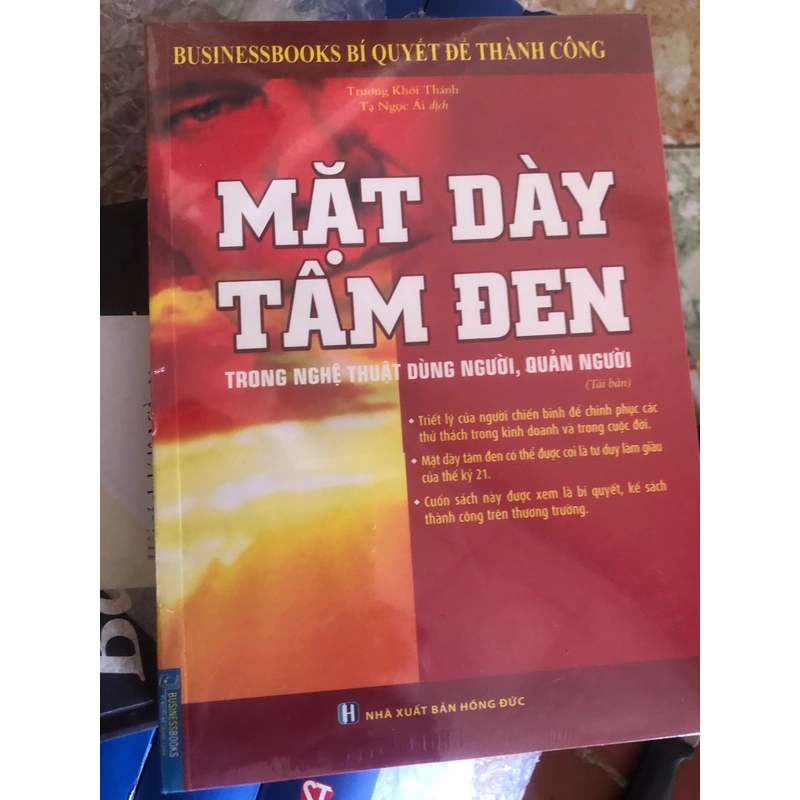 BUSINESSBOOKS BÍ QUYẾT ĐỂ THÀNH CÔNG
Trương Khôi Thánh
Tạ Ngọc Ái dịch
MẶT DÀY
TÂM ĐEN
TRONG NGHỆ THUẬT DÙNG NGƯỜI, QUẢN NGƯỜI
(Tái bản)
• Triết lý của người chiến binh để chinh phục các
thử thách trong kinh doanh và trong cuộc đời.
• Mặt dày tâm đen có thể được coi là tư duy làm giàu
của thế kỷ 21.
• Cuốn sách này được xem là bí quyết, kế sách
thành công trên thương trường.
BUSINESSBOOKS
H NHÀ XUẤT BẢN HỒNG ĐỨC